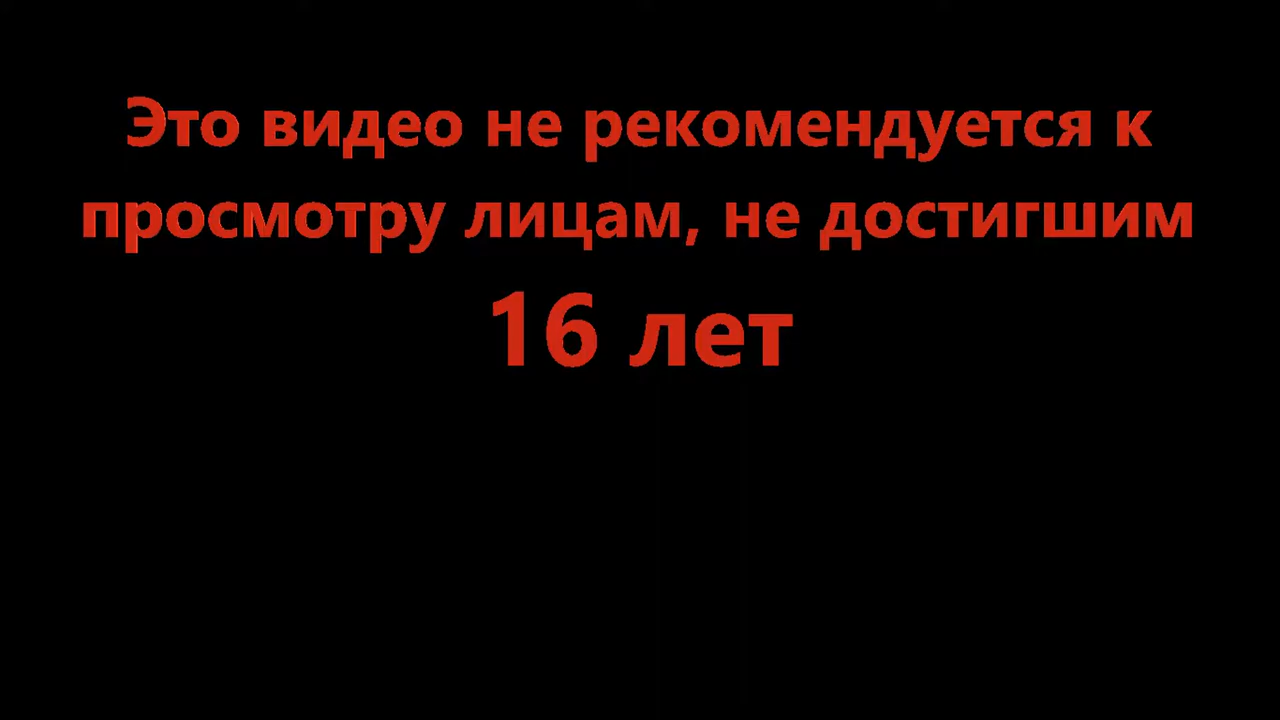 Это видео не рекомендуется к
просмотру лицам, не достигшим
16 лет